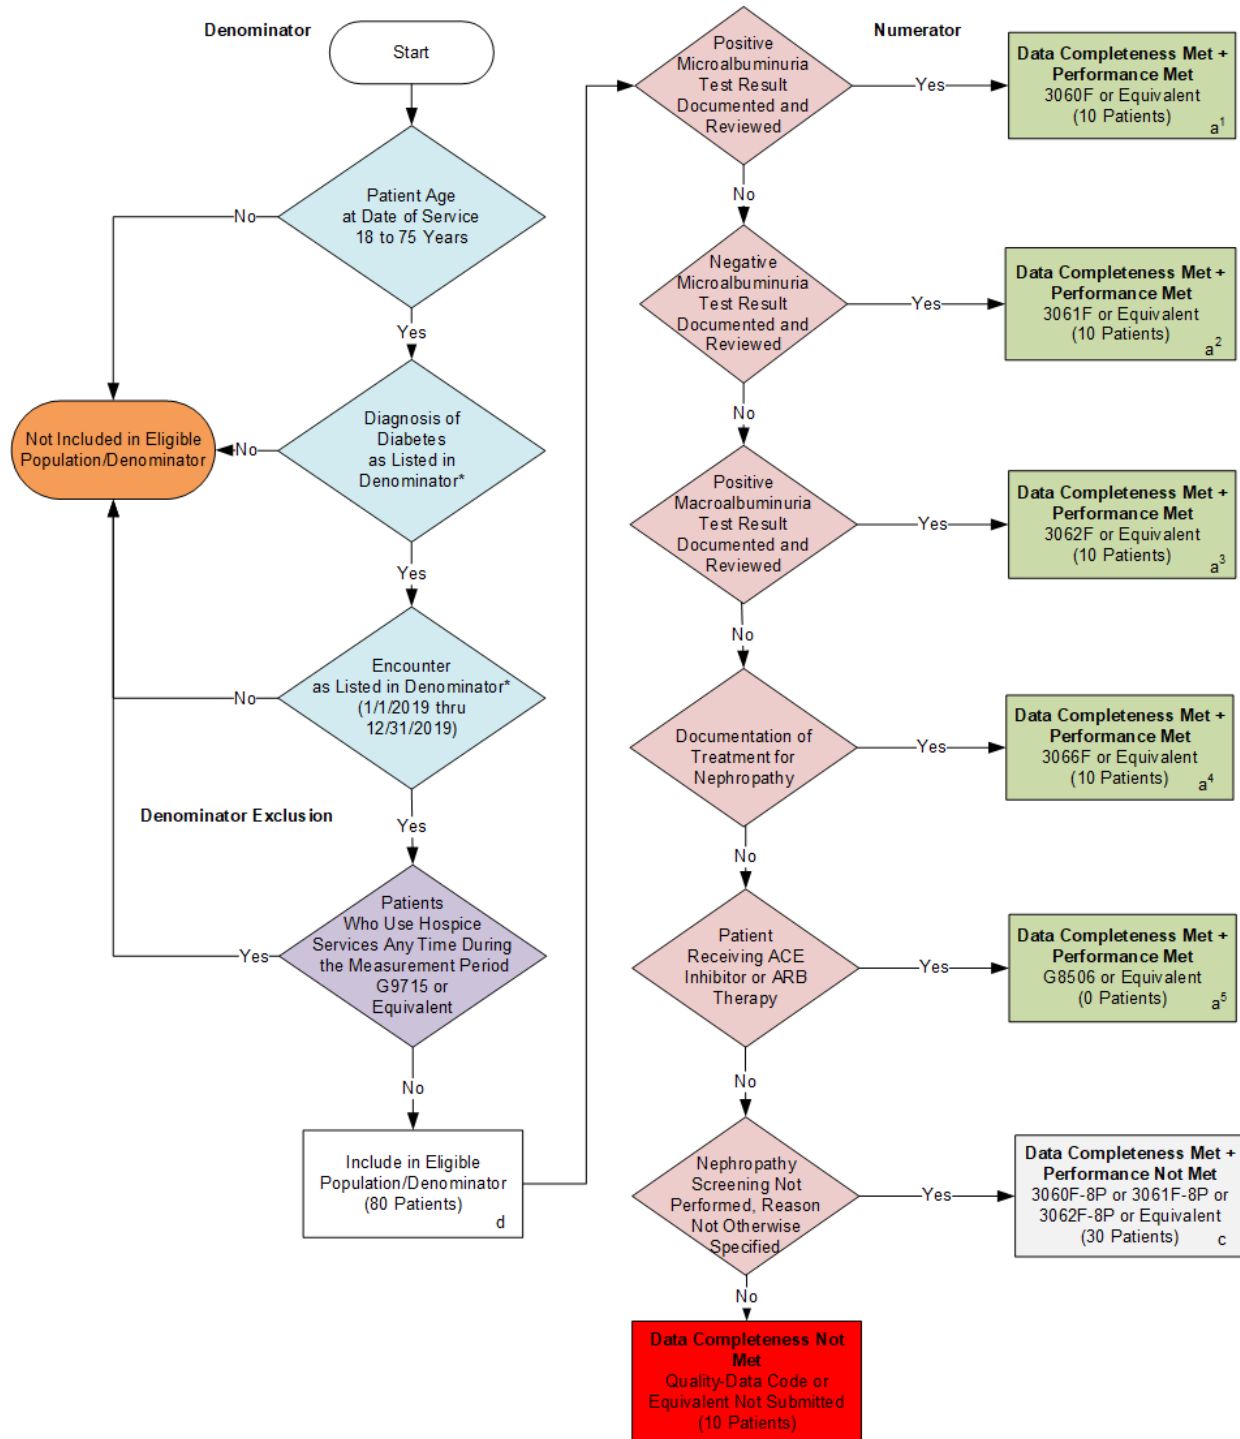 Denominator
Start
Patient Age
at Date of Service
18 to 75 Years
No
Yes
Diagnosis of
Diabetes
as Listed in
Denominator*
No
Not Included in Eligible
Population/Denominator
Yes
Encounter
as Listed in Denominator*
(1/1/2019 thru
12/31/2019)
No
Denominator Exclusion
Yes
Patients
Who Use Hospice
Services Any Time During
the Measurement Period
G9715 or
Equivalent
Yes
No
Include in Eligible
Population/Denominator
(80 Patients)
d
Numerator
Positive
Microalbuminuria
Test Result
Documented and
Reviewed
Yes
Data Completeness Met +
Performance Met
3060F or Equivalent
(10 Patients)
a1
No
Negative
Microalbuminuria
Test Result
Documented and
Reviewed
Yes
Data Completeness Met +
Performance Met
3061F or Equivalent
(10 Patients)
a2
No
Positive
Macroalbuminuria
Test Result
Documented and
Reviewed
Yes
Data Completeness Met +
Performance Met
3062F or Equivalent
(10 Patients)
a3
No
Documentation of
Treatment for
Nephropathy
Yes
Data Completeness Met +
Performance Met
3066F or Equivalent
(10 Patients)
a4
No
Patient
Receiving ACE
Inhibitor or ARB
Therapy
Yes
Data Completeness Met +
Performance Met
G8506 or Equivalent
(0 Patients)
a5
No
Nephropathy
Screening Not
Performed, Reason
Not Otherwise
Specified
Yes
Data Completeness Met +
Performance Not Met
3060F-8P or 3061F-8P or
3062F-8P or Equivalent
(30 Patients)
c
No
Data Completeness Not
Met
Quality-Data Code or
Equivalent Not Submitted
(10 Patients)